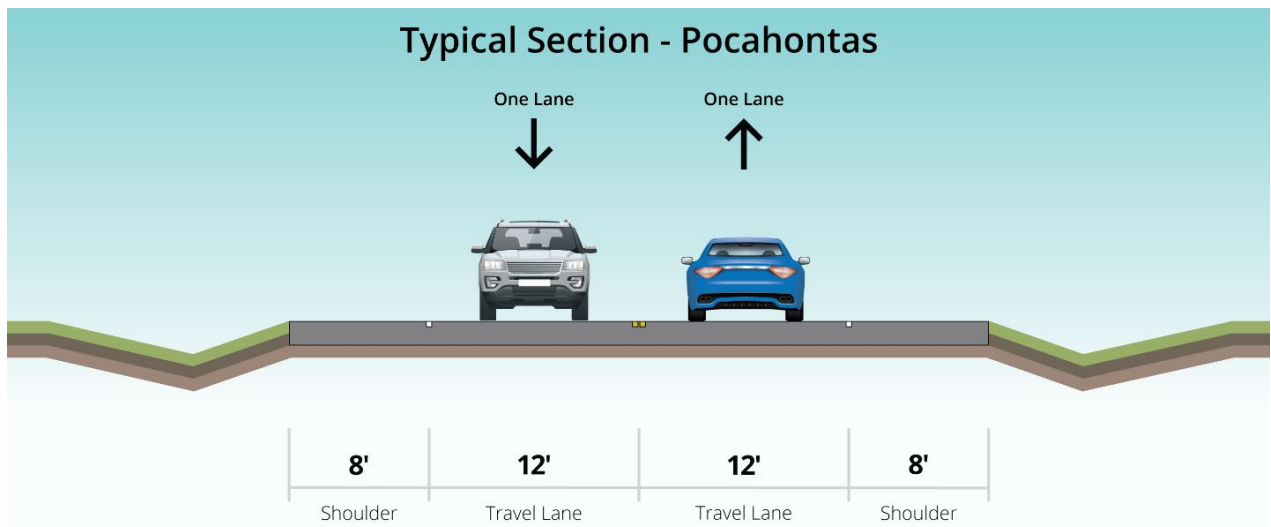 Typical Section - Pocahontas
One Lane One Lane
8' 12' 12' 8'
Shoulder Travel Lane Travel Lane Shoulder